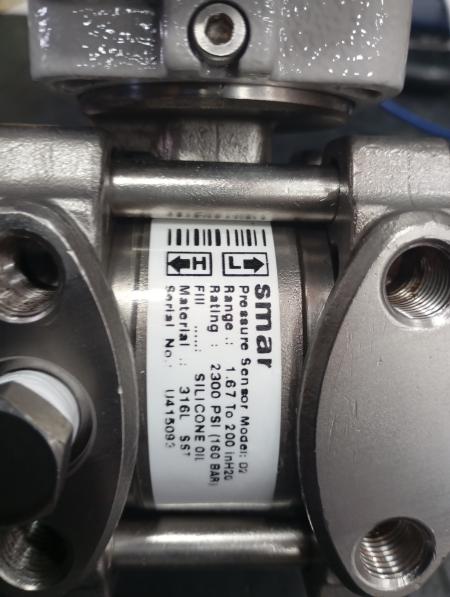 smar
Pressure Sensor Model: D2
Range .: 1.67 To 200 inH2O
Rating : 2300 PSI (160 BAR)
Fill .....: SILICONE OIL
Material .: 316L SST
Serial No.: U415093
L
H